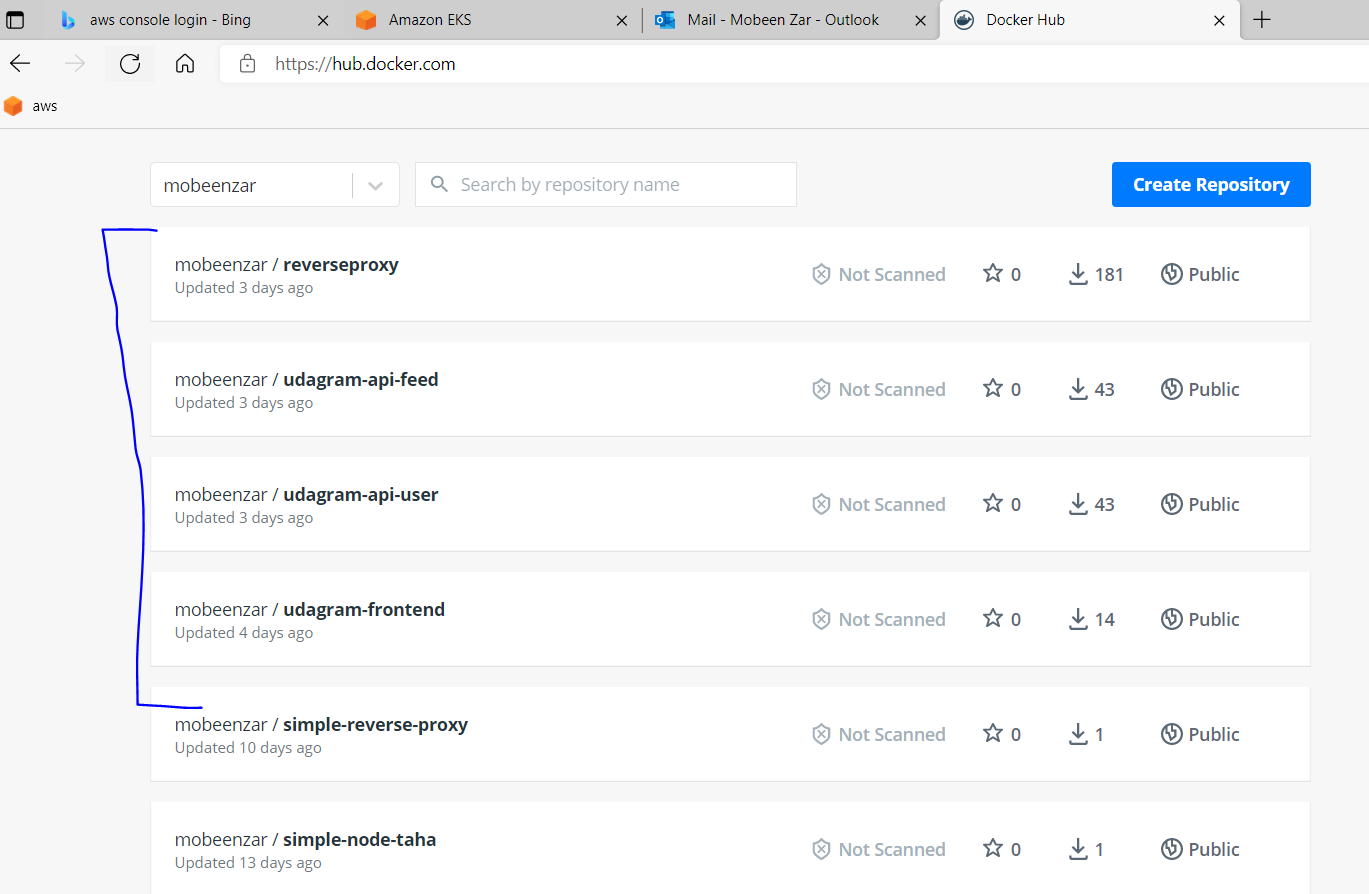 aws console login - Bing
Amazon EKS
Mail - Mobeen Zar - Outlook
Docker Hub
https://hub.docker.com
aws
mobeenzar
Search by repository name
Create Repository
mobeenzar / reverseproxy
Updated 3 days ago
Not Scanned
0
181
Public
mobeenzar / udagram-api-feed
Updated 3 days ago
Not Scanned
0
43
Public
mobeenzar / udagram-api-user
Updated 3 days ago
Not Scanned
0
43
Public
mobeenzar / udagram-frontend
Updated 4 days ago
Not Scanned
0
14
Public
mobeenzar / simple-reverse-proxy
Updated 10 days ago
Not Scanned
0
1
Public
mobeenzar / simple-node-taha
Updated 13 days ago
Not Scanned
0
1
Public